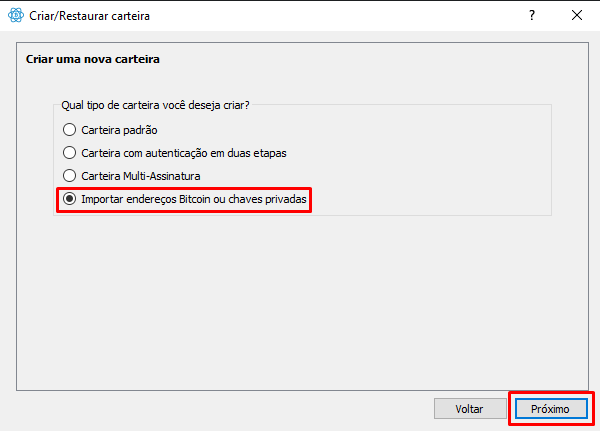 Criar/Restaurar carteira
?
Criar uma nova carteira
Qual tipo de carteira você deseja criar?
Carteira padrão
Carteira com autenticação em duas etapas
Carteira Multi-Assinatura
Importar endereços Bitcoin ou chaves privadas
Voltar
Próximo